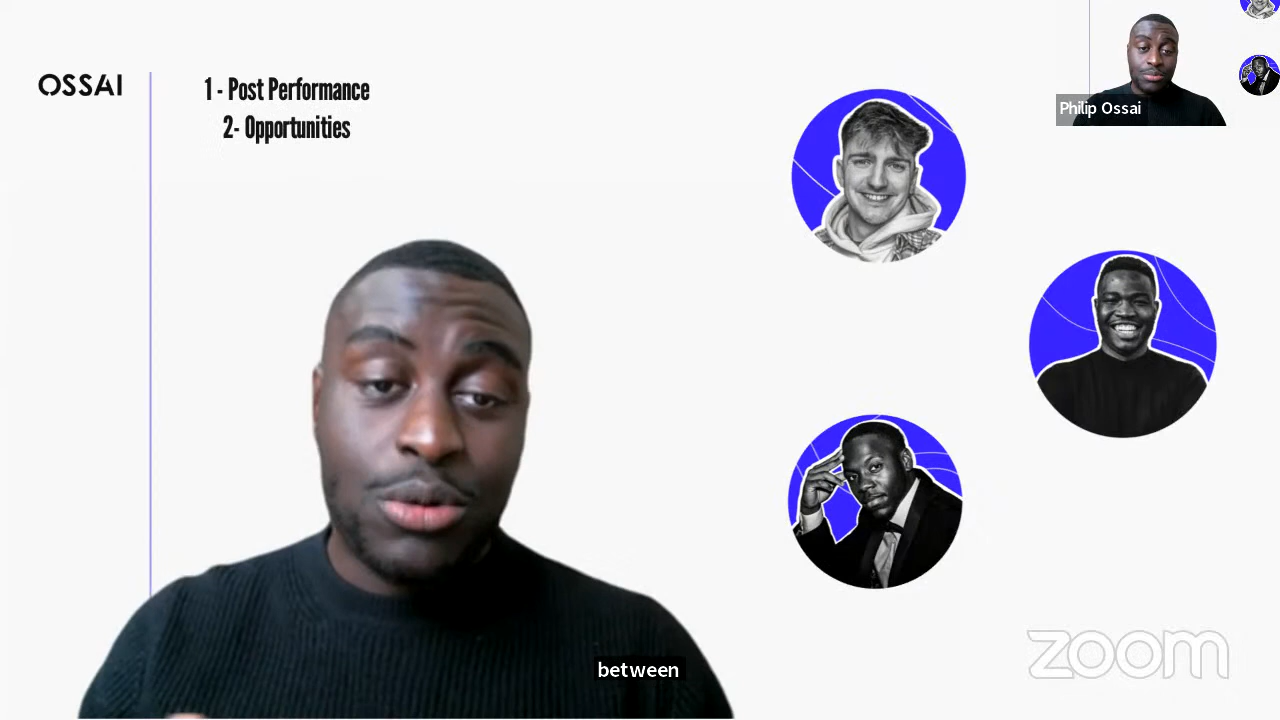 OSSAI
1 - Post Performance
2- Opportunities
Philip Ossai
between
zoom